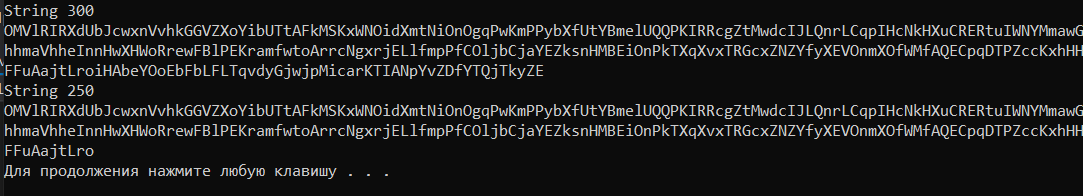 String 300
OMVlRIRXdUbJcwxnVvhkGGVZXoYibUTtAFkMSKxWNOidXmtNiOnOgqPwKmPPybXfUtYBmelUQQPKIRRcgZtMwdcIJLQnrLCqpIHcNkHXuCRERtuIWNYMmawG
hhmaVhheInnHwXHWoRrewFBlPEKramfwtoArrcNgxrjELlfmpPfCOljbCjaYEZksnHMBEiOnPkTXqXvxTRGcxZNZYfyXEVOnmXOfWMfAQECpqDTPZccKxhHH
FFuAajtLroiHAbeYOoEbFbLFLTqvdyGjwjpMicarKTIANpYvZDfYTQjTkyZE
String 250
OMVlRIRXdUbJcwxnVvhkGGVZXoYibUTtAFkMSKxWNOidXmtNiOnOgqPwKmPPybXfUtYBmelUQQPKIRRcgZtMwdcIJLQnrLCqpIHcNkHXuCRERtuIWNYMmawG
hhmaVhheInnHwXHWoRrewFBlPEKramfwtoArrcNgxrjELlfmpPfCOljbCjaYEZksnHMBEiOnPkTXqXvxTRGcxZNZYfyXEVOnmXOfWMfAQECpqDTPZccKxhHH
FFuAajtLro
Для продолжения нажмите любую клавишу . . .